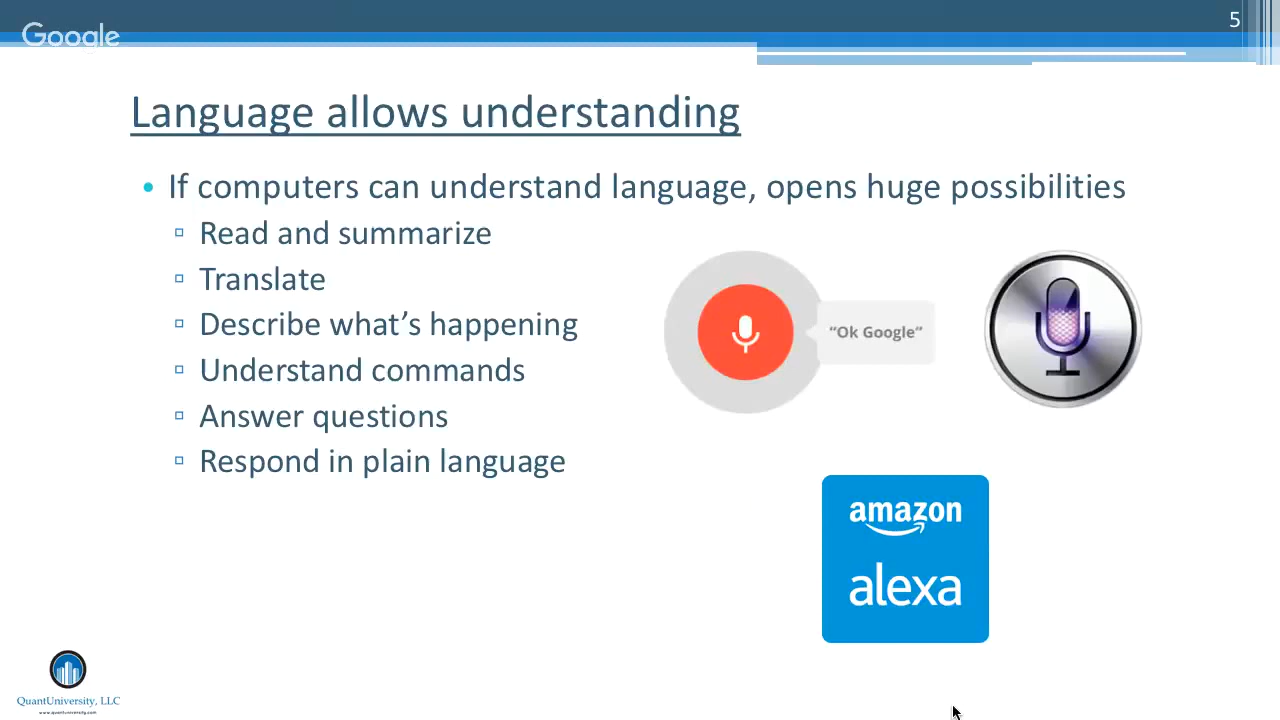 Google
5
Language allows understanding
• If computers can understand language, opens huge possibilities
▫ Read and summarize
▫ Translate
▫ Describe what’s happening
▫ Understand commands
▫ Answer questions
▫ Respond in plain language
“Ok Google”
amazon
alexa
QuantUniversity, LLC
www.quantuniversity.com